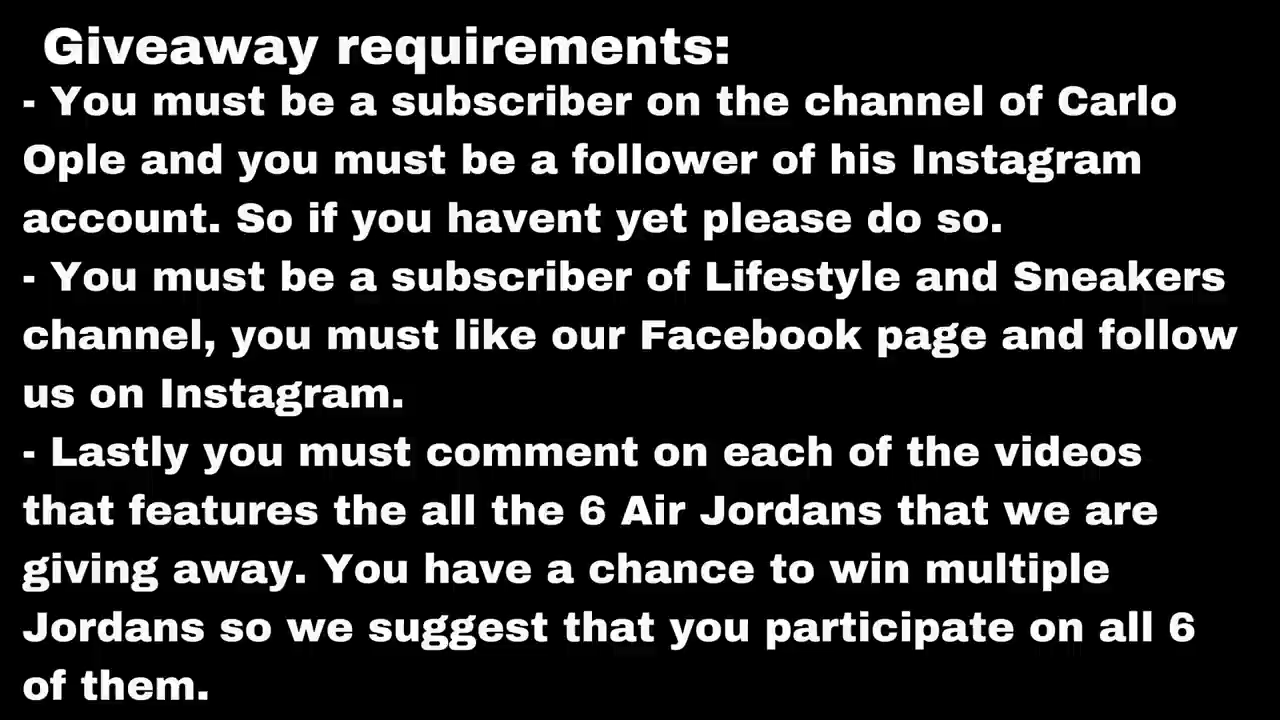 Giveaway requirements:
- You must be a subscriber on the channel of Carlo
Ople and you must be a follower of his Instagram
account. So if you havent yet please do so.
- You must be a subscriber of Lifestyle and Sneakers
channel, you must like our Facebook page and follow
us on Instagram.
- Lastly you must comment on each of the videos
that features the all the 6 Air Jordans that we are
giving away. You have a chance to win multiple
Jordans so we suggest that you participate on all 6
of them.